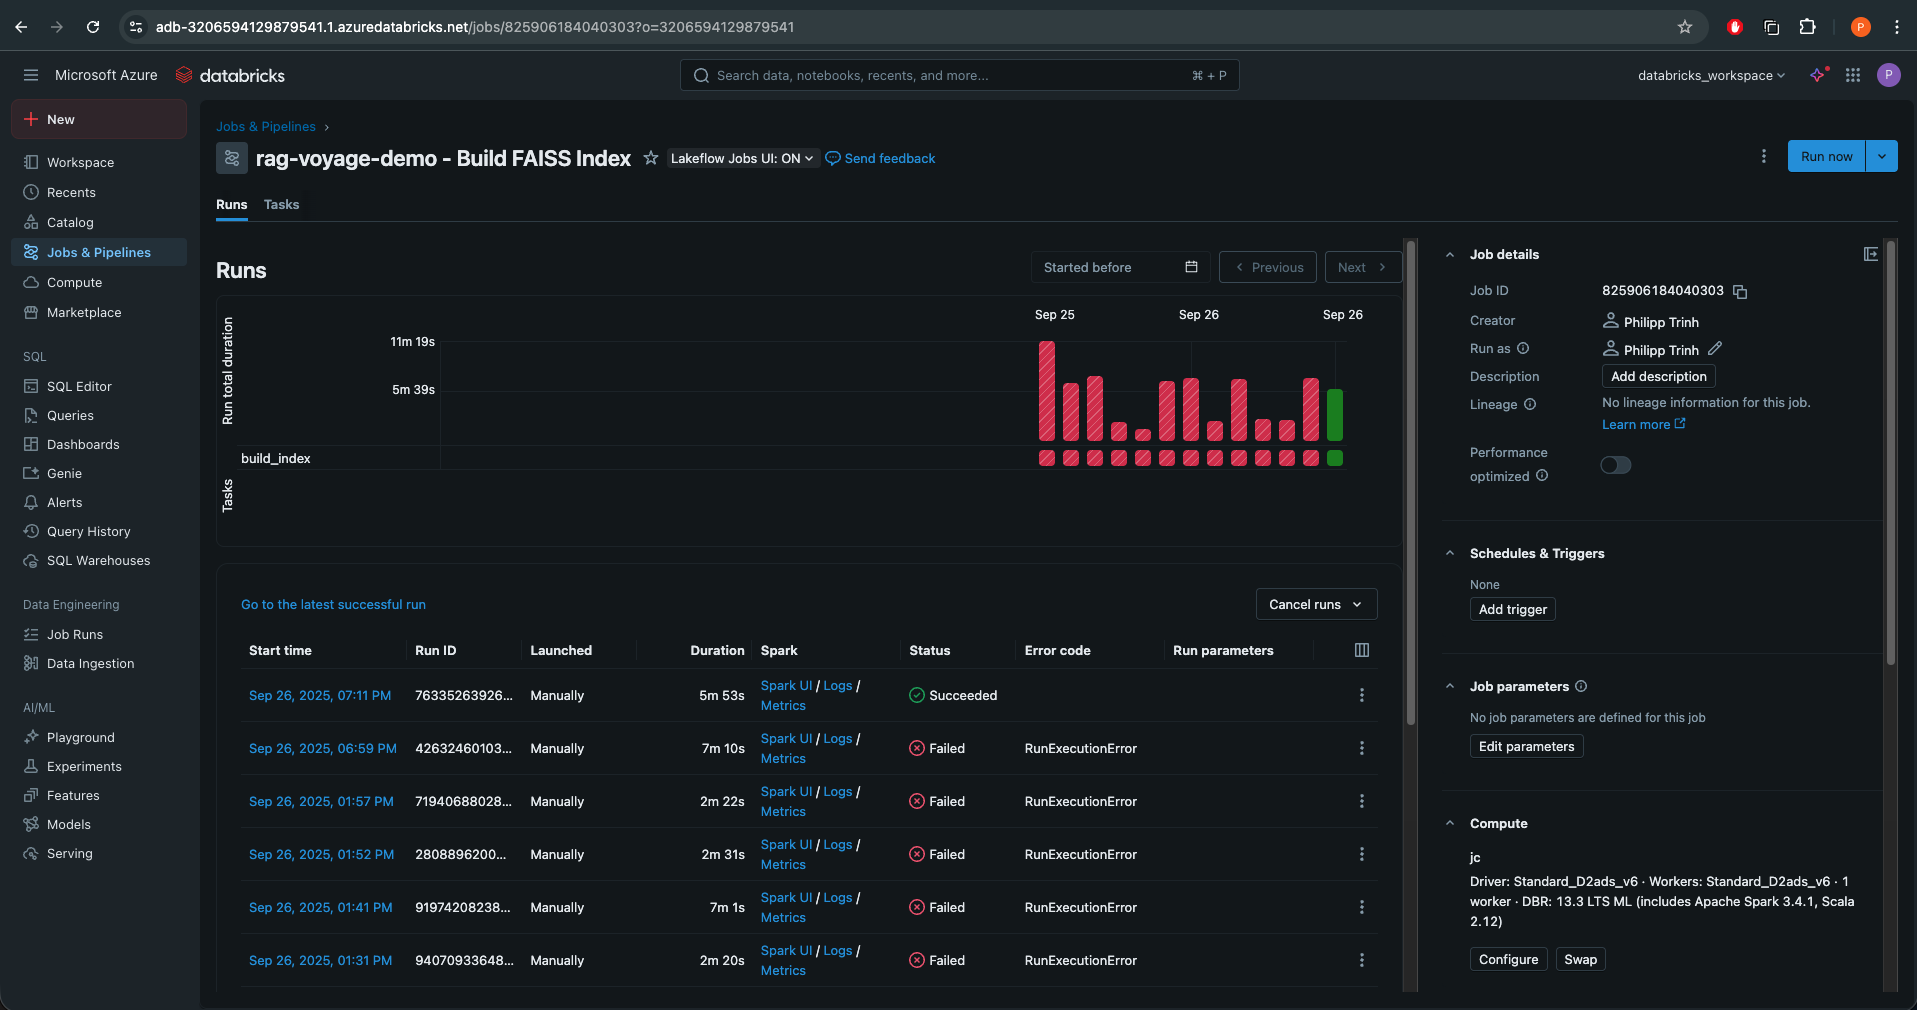 adb-3206594129879541.1.azuredatabricks.net/jobs/825906184040303?o=3206594129879541
P
Microsoft Azure
databricks
Search data, notebooks, recents, and more...
⌘ + P
databricks_workspace
P
New
Workspace
Recents
Catalog
Jobs & Pipelines
Compute
Marketplace
SQL
SQL Editor
Queries
Dashboards
Genie
Alerts
Query History
SQL Warehouses
Data Engineering
Job Runs
Data Ingestion
AI/ML
Playground
Experiments
Features
Models
Serving
Jobs & Pipelines ›
rag-voyage-demo - Build FAISS Index
Lakeflow Jobs UI: ON
Send feedback
Run now
Runs
Tasks
Runs
Started before
Previous
Next
Sep 25
Sep 26
Sep 26
Run total duration
11m 19s
5m 39s
build_index
Tasks
Go to the latest successful run
Cancel runs
Start time Run ID Launched Duration Spark Status Error code Run parameters
Sep 26, 2025, 07:11 PM 76335263926... Manually 5m 53s Spark UI / Logs / Metrics Succeeded
Sep 26, 2025, 06:59 PM 42632460103... Manually 7m 10s Spark UI / Logs / Metrics Failed RunExecutionError
Sep 26, 2025, 01:57 PM 71940688028... Manually 2m 22s Spark UI / Logs / Metrics Failed RunExecutionError
Sep 26, 2025, 01:52 PM 2808896200... Manually 2m 31s Spark UI / Logs / Metrics Failed RunExecutionError
Sep 26, 2025, 01:41 PM 91974208238... Manually 7m 1s Spark UI / Logs / Metrics Failed RunExecutionError
Sep 26, 2025, 01:31 PM 94070933648... Manually 2m 20s Spark UI / Logs / Metrics Failed RunExecutionError
Job details
Job ID
825906184040303
Creator
Philipp Trinh
Run as
Philipp Trinh
Description
Add description
Lineage
No lineage information for this job.
Learn more
Performance
optimized
Schedules & Triggers
None
Add trigger
Job parameters
No job parameters are defined for this job
Edit parameters
Compute
jc
Driver: Standard_D2ads_v6 · Workers: Standard_D2ads_v6 · 1
worker · DBR: 13.3 LTS ML (includes Apache Spark 3.4.1, Scala
2.12)
Configure
Swap